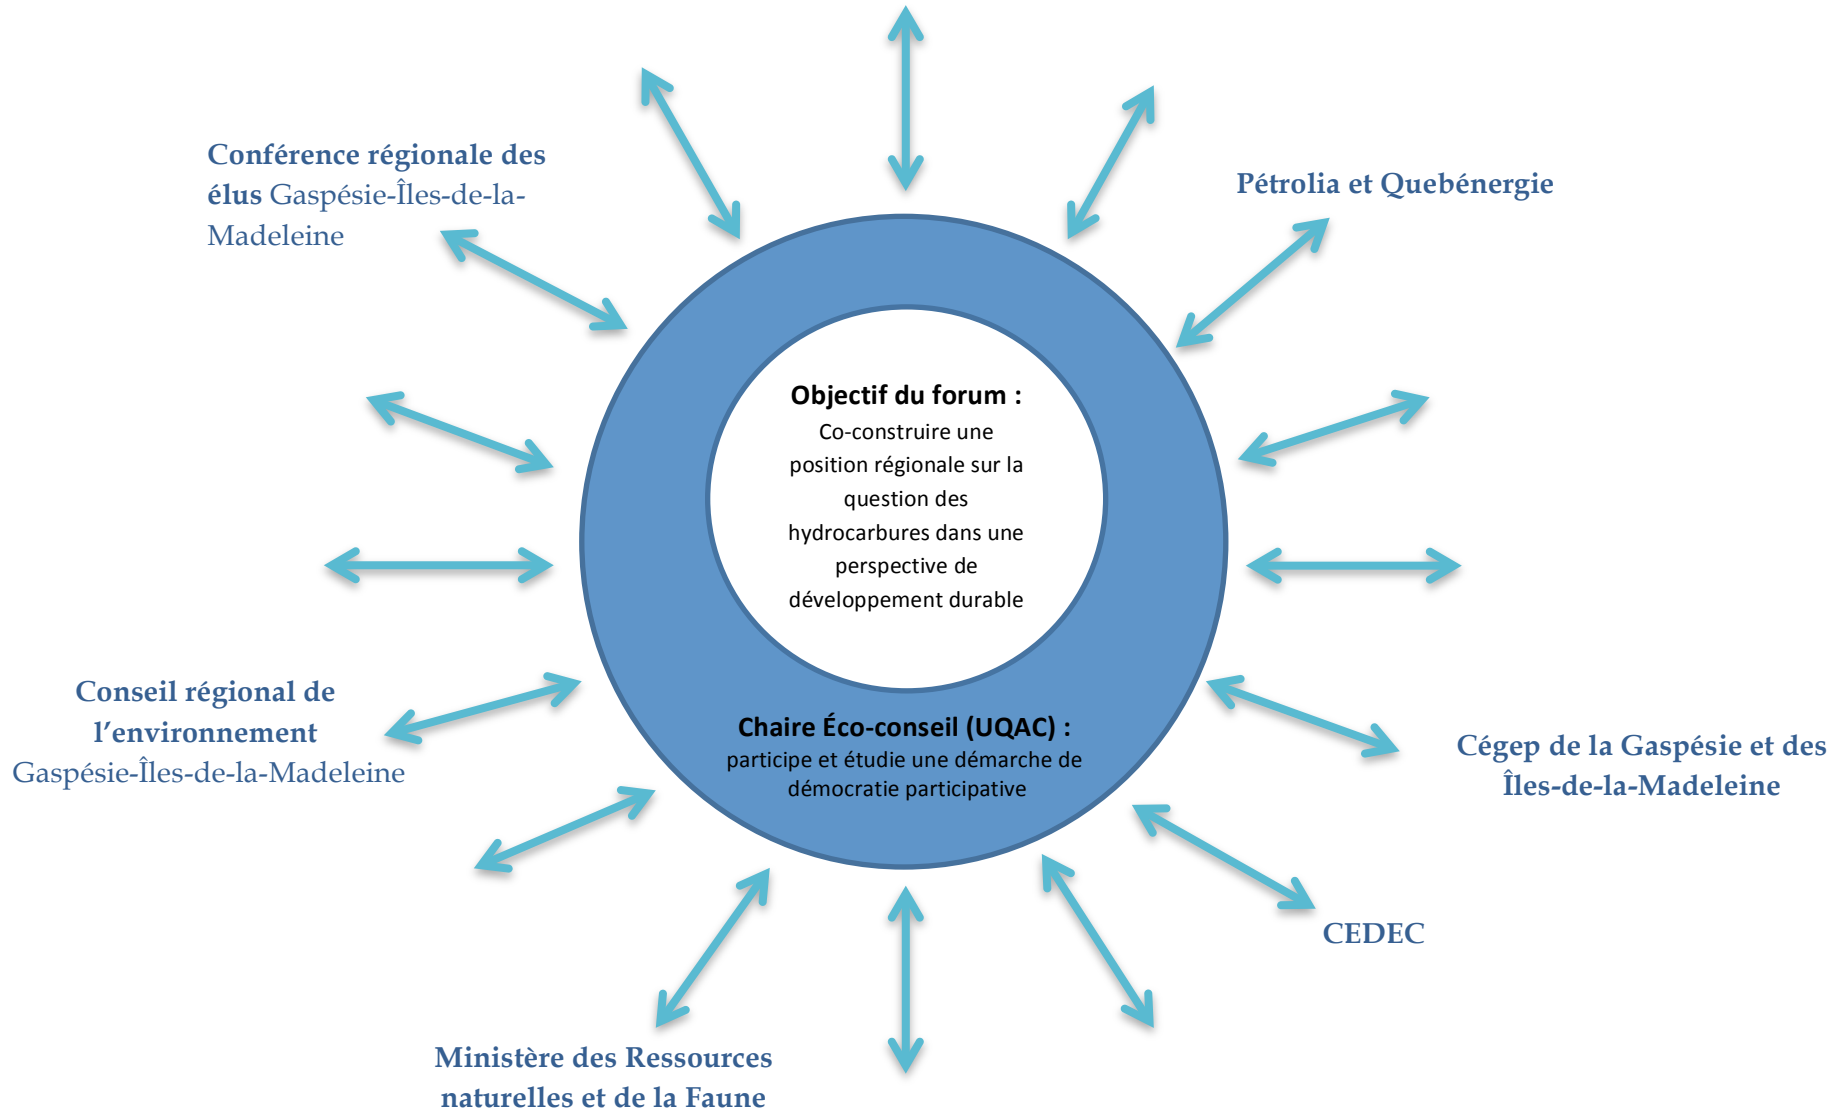 Conférence régionale des
élus Gaspésie-Îles-de-la-
Madeleine
Pétrolia et Quebénergie
Objectif du forum :
Co-construire une
position régionale sur la
question des
hydrocarbures dans une
perspective de
développement durable
Conseil régional de
l’environnement
Gaspésie-Îles-de-la-Madeleine
Chaire Éco-conseil (UQAC) :
participe et étudie une démarche de
démocratie participative
Cégep de la Gaspésie et des
Îles-de-la-Madeleine
CEDEC
Ministère des Ressources
naturelles et de la Faune